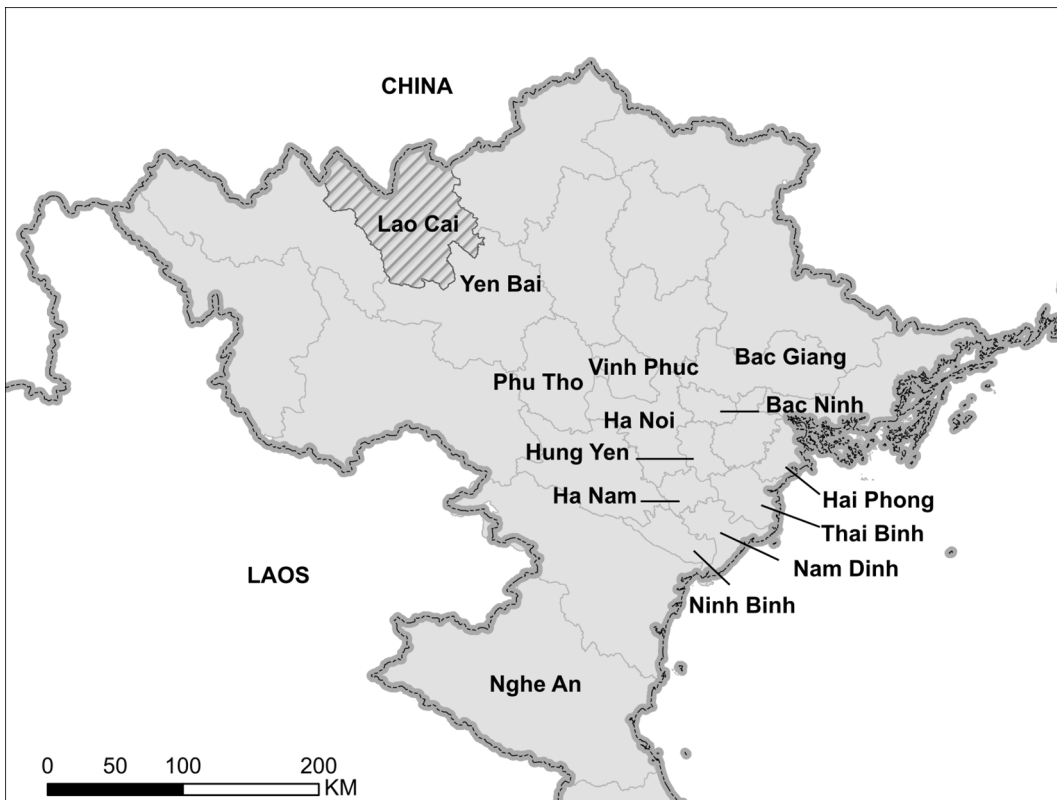 CHINA
Lao Cai
Yen Bai
Bac Giang
Vinh Phuc
Phu Tho
Bac Ninh
Ha Noi
Hung Yen
Ha Nam
Hai Phong
Thai Binh
Nam Dinh
LAOS
Ninh Binh
Nghe An
0 50 100 200
KM